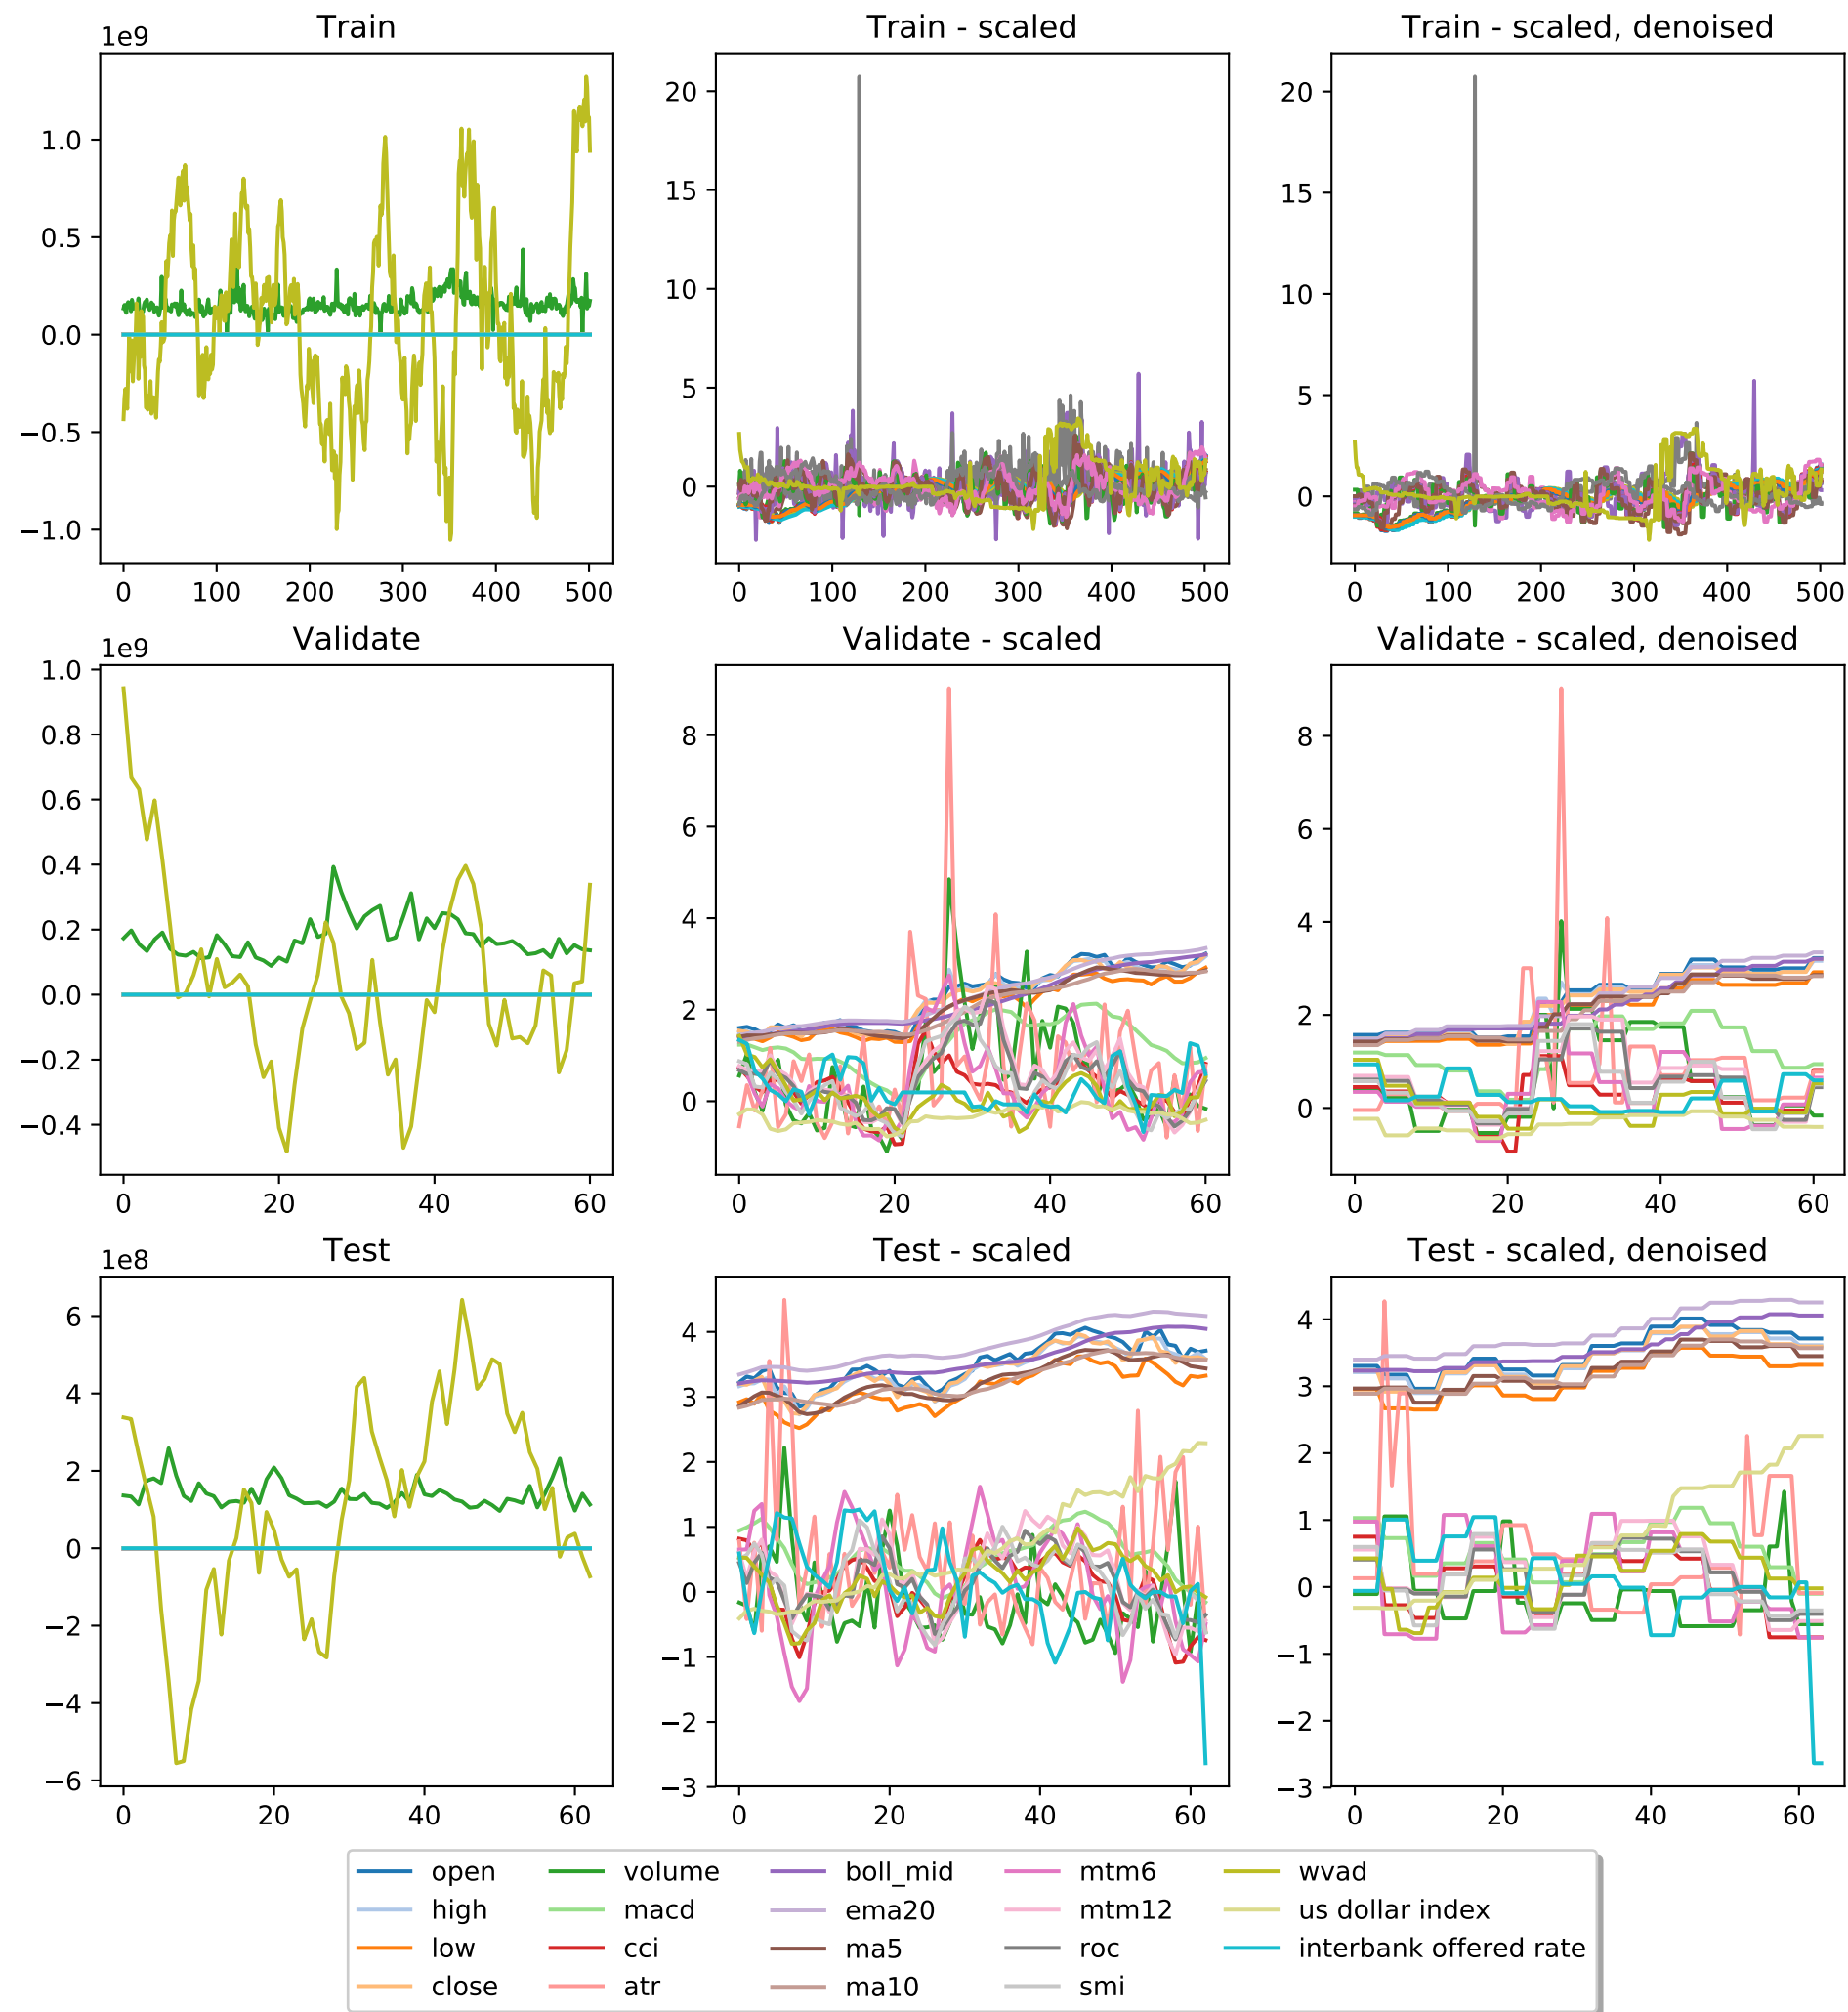 Train
Train - scaled
Train - scaled, denoised
1e9
1.0
0.5
0.0
−0.5
−1.0
0 100 200 300 400 500
20
15
10
5
0
0 100 200 300 400 500
20
15
10
5
0
0 100 200 300 400 500
Validate
Validate - scaled
Validate - scaled, denoised
1e9
1.0
0.8
0.6
0.4
0.2
0.0
−0.2
−0.4
0 20 40 60
8
6
4
2
0
0 20 40 60
8
6
4
2
0
0 20 40 60
Test
Test - scaled
Test - scaled, denoised
1e8
6
4
2
0
−2
−4
−6
0 20 40 60
4
3
2
1
0
−1
−2
−3
0 20 40 60
4
3
2
1
0
−1
−2
−3
0 20 40 60
open
high
low
close
volume
macd
cci
atr
boll_mid
ema20
ma5
ma10
mtm6
mtm12
roc
smi
wvad
us dollar index
interbank offered rate